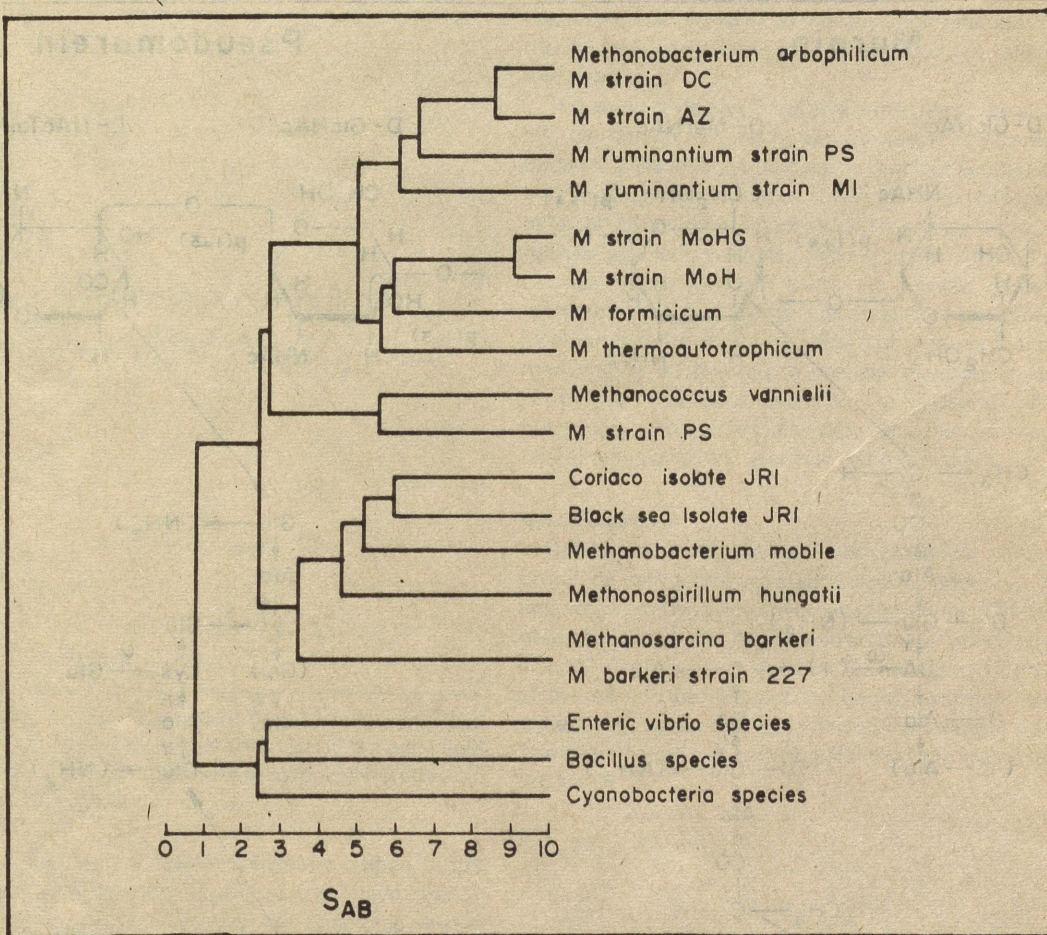 Methanobacterium arbophilicum
M strain DC
M strain AZ
M ruminantium strain PS
M ruminantium strain MI
M strain MoHG
M strain MoH
M formicicum
M thermoautotrophicum
Methanococcus vannielii
M strain PS
Coriaco isolate JRI
Black sea Isolate JRI
Methanobacterium mobile
Methonospirillum hungatii
Methanosarcina barkeri
M barkeri strain 227
Enteric vibrio species
Bacillus species
Cyanobacteria species
0 1 2 3 4 5 6 7 8 9 10
SAB